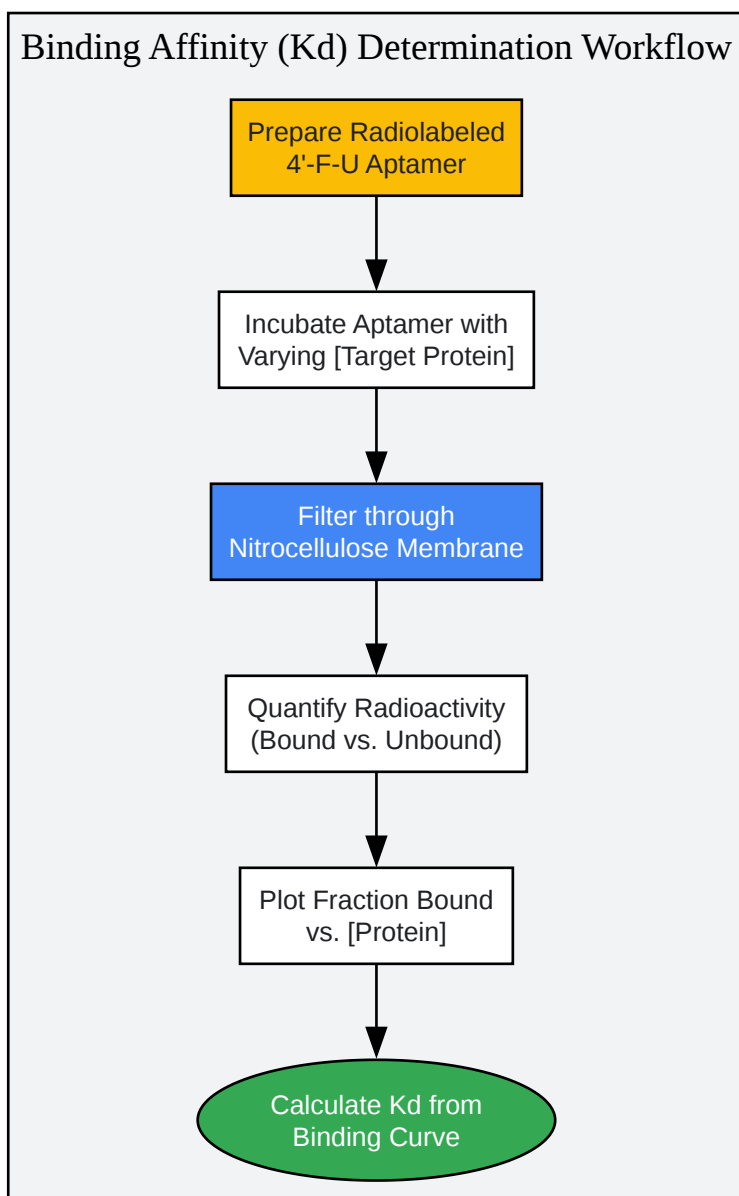 Binding Affinity (Kd) Determination Workflow
Prepare Radiolabeled
4'-F-U Aptamer
Incubate Aptamer with
Varying [Target Protein]
Filter through
Nitrocellulose Membrane
Quantify Radioactivity
(Bound vs. Unbound)
Plot Fraction Bound
vs. [Protein]
Calculate Kd from
Binding Curve